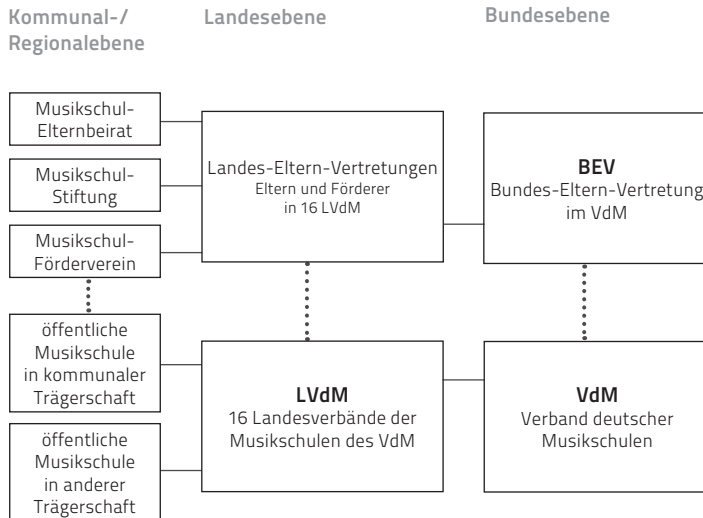 Kommunal-/
Regionalebene
Landesebene
Bundesebene
Musikschul-
Elternbeirat
Musikschul-
Stiftung
Musikschul-
Förderverein
Landes-Eltern-Vertretungen
Eltern und Förderer
in 16 LVdM
BEV
Bundes-Eltern-Vertretung
im VdM
öffentliche
Musikschule
in kommunaler
Trägerschaft
öffentliche
Musikschule
in anderer
Trägerschaft
LVdM
16 Landesverbände der
Musikschulen des VdM
VdM
Verband deutscher
Musikschulen